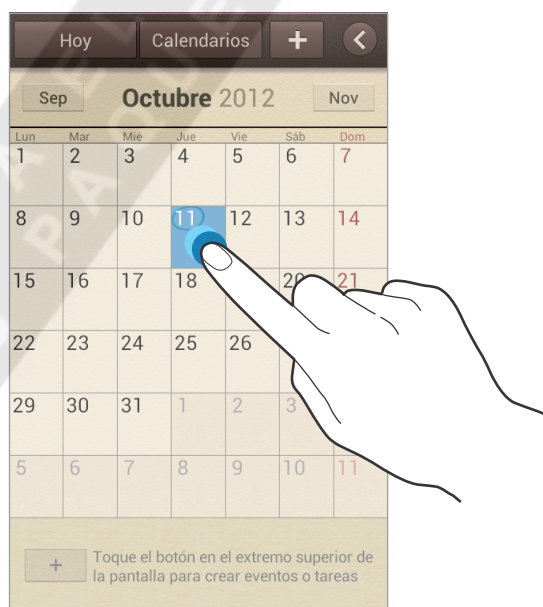 Hoy Calendarios +
Sep Octubre 2012 Nov
Lun Mar Mié Jue Vie Sáb Dom
1 2 3 4 5 6 7
8 9 10 11 12 13 14
15 16 17 18 20 21
22 23 24 25 26
29 30 31 1 2 3
5 6 7 8 9 10 11
+ Toque el botón en el extremo superior de
la pantalla para crear eventos o tareas